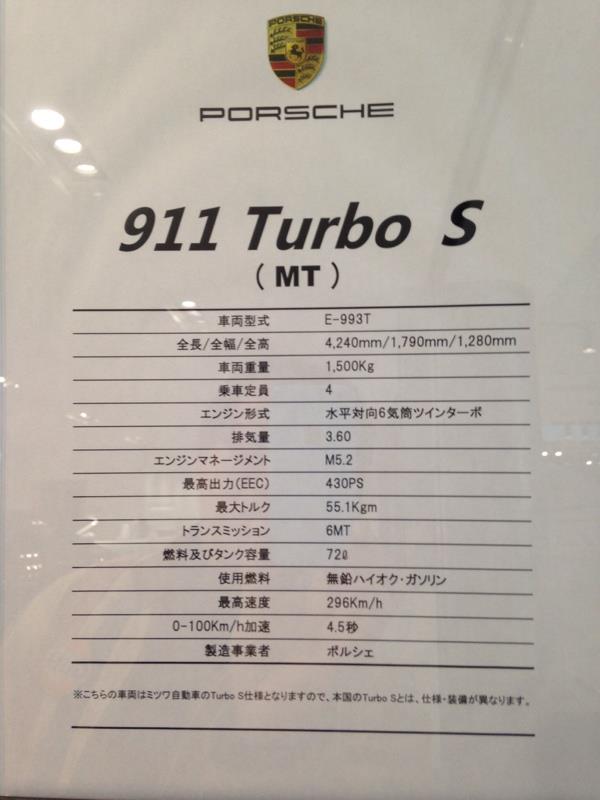 PORSCHE
PORSCHE
911 Turbo S
( MT )
車両型式 E-993T
全長/全幅/全高 4,240mm/1,790mm/1,280mm
車両重量 1,500Kg
乗車定員 4
エンジン形式 水平対向6気筒ツインターボ
排気量 3.60
エンジンマネージメント M5.2
最高出力(EEC) 430PS
最大トルク 55.1Kgm
トランスミッション 6MT
燃料及びタンク容量 72ℓ
使用燃料 無鉛ハイオク・ガソリン
最高速度 296Km/h
0-100Km/h加速 4.5秒
製造事業者 ポルシェ
※こちらの車両はミツワ自動車のTurbo S仕様となりますので、本国のTurbo Sとは、仕様・装備が異なります。